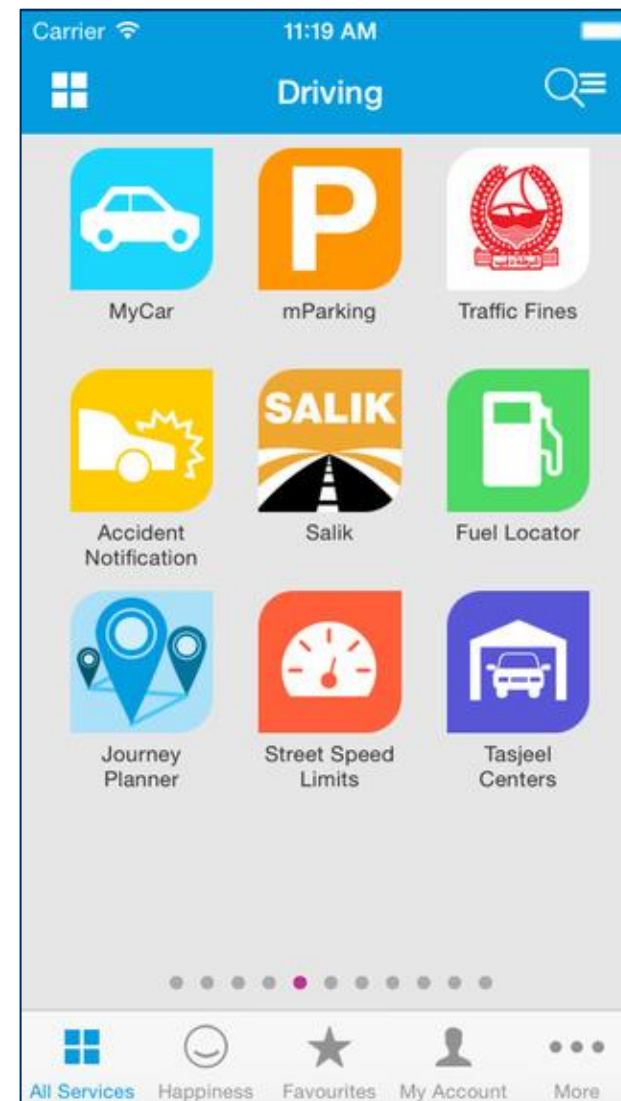 Carrier 11:19 AM
Driving
P
MyCar mParking Traffic Fines
SALIK
Accident Notification Salik Fuel Locator
Journey Planner Street Speed Limits Tasjeel Centers
All Services Happiness Favourites My Account More